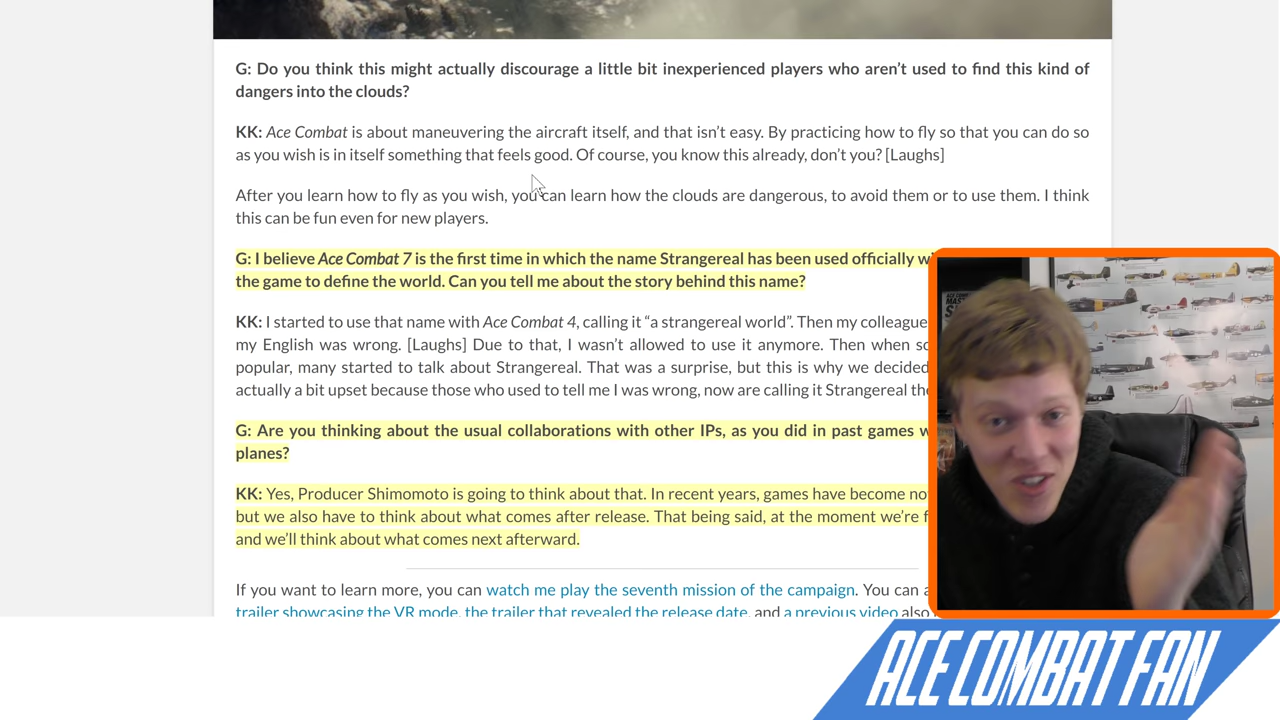 G: Do you think this might actually discourage a little bit inexperienced players who aren’t used to find this kind of
dangers into the clouds?
KK: Ace Combat is about maneuvering the aircraft itself, and that isn’t easy. By practicing how to fly so that you can do so
as you wish is in itself something that feels good. Of course, you know this already, don’t you? [Laughs]
After you learn how to fly as you wish, you can learn how the clouds are dangerous, to avoid them or to use them. I think
this can be fun even for new players.
G: I believe Ace Combat 7 is the first time in which the name Strangereal has been used officially
the game to define the world. Can you tell me about the story behind this name?
KK: I started to use that name with Ace Combat 4, calling it “a strangereal world”. Then my colleague
my English was wrong. [Laughs] Due to that, I wasn’t allowed to use it anymore. Then when
popular, many started to talk about Strangereal. That was a surprise, but this is why we decided
actually a bit upset because those who used to tell me I was wrong, now are calling it Strangereal
G: Are you thinking about the usual collaborations with other IPs, as you did in past games
planes?
KK: Yes, Producer Shimomoto is going to think about that. In recent years, games have become
but we also have to think about what comes after release. That being said, at the moment we’re
and we’ll think about what comes next afterward.
If you want to learn more, you can watch me play the seventh mission of the campaign. You can
trailer showcasing the VR mode, the trailer that revealed the release date, and a previous video also
ACE COMBAT FAN